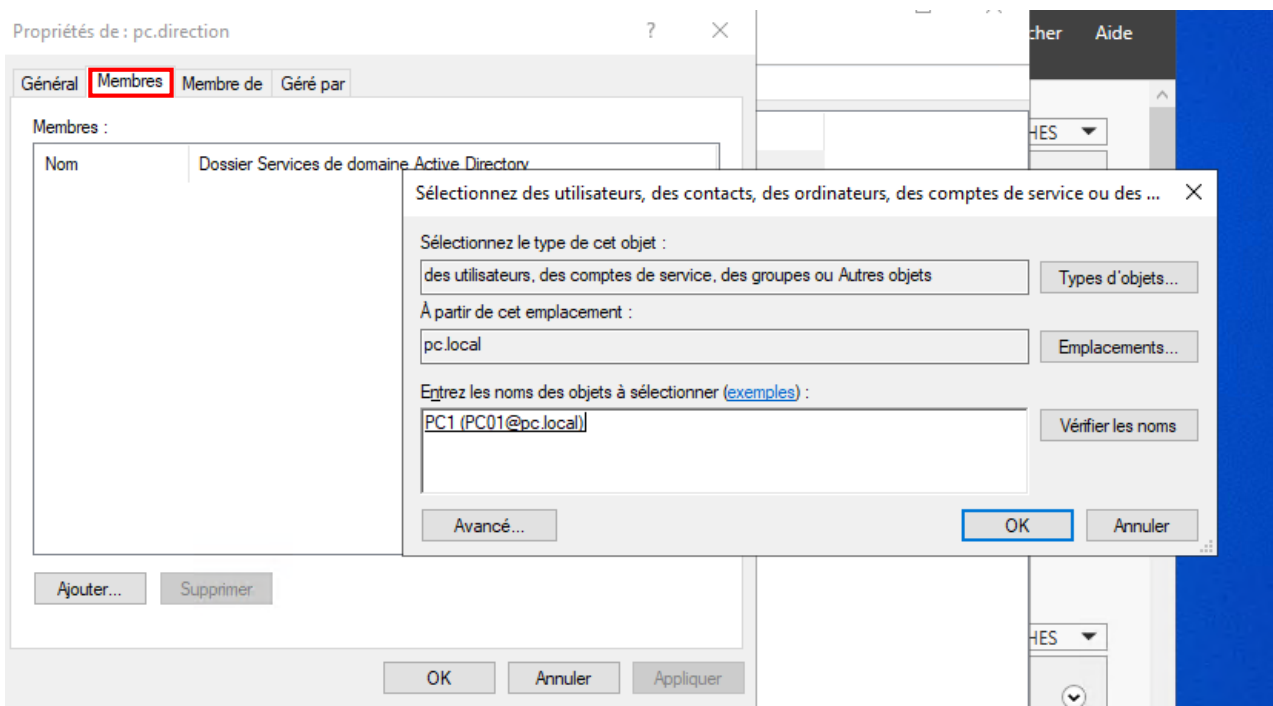 Propriétés de : pc.direction
?
cher Aide
Général Membres Membre de Géré par
Membres :
Nom Dossier Services de domaine Active Directory
HES
Sélectionnez des utilisateurs, des contacts, des ordinateurs, des comptes de service ou des ...
Sélectionnez le type de cet objet :
des utilisateurs, des comptes de service, des groupes ou Autres objets
Types d'objets...
À partir de cet emplacement :
pc.local
Emplacements...
Entrez les noms des objets à sélectionner (exemples) :
PC1 (PC01@pc.local)
Vérifier les noms
Avancé...
OK
Annuler
Ajouter...
Supprimer
HES
OK
Annuler
Appliquer